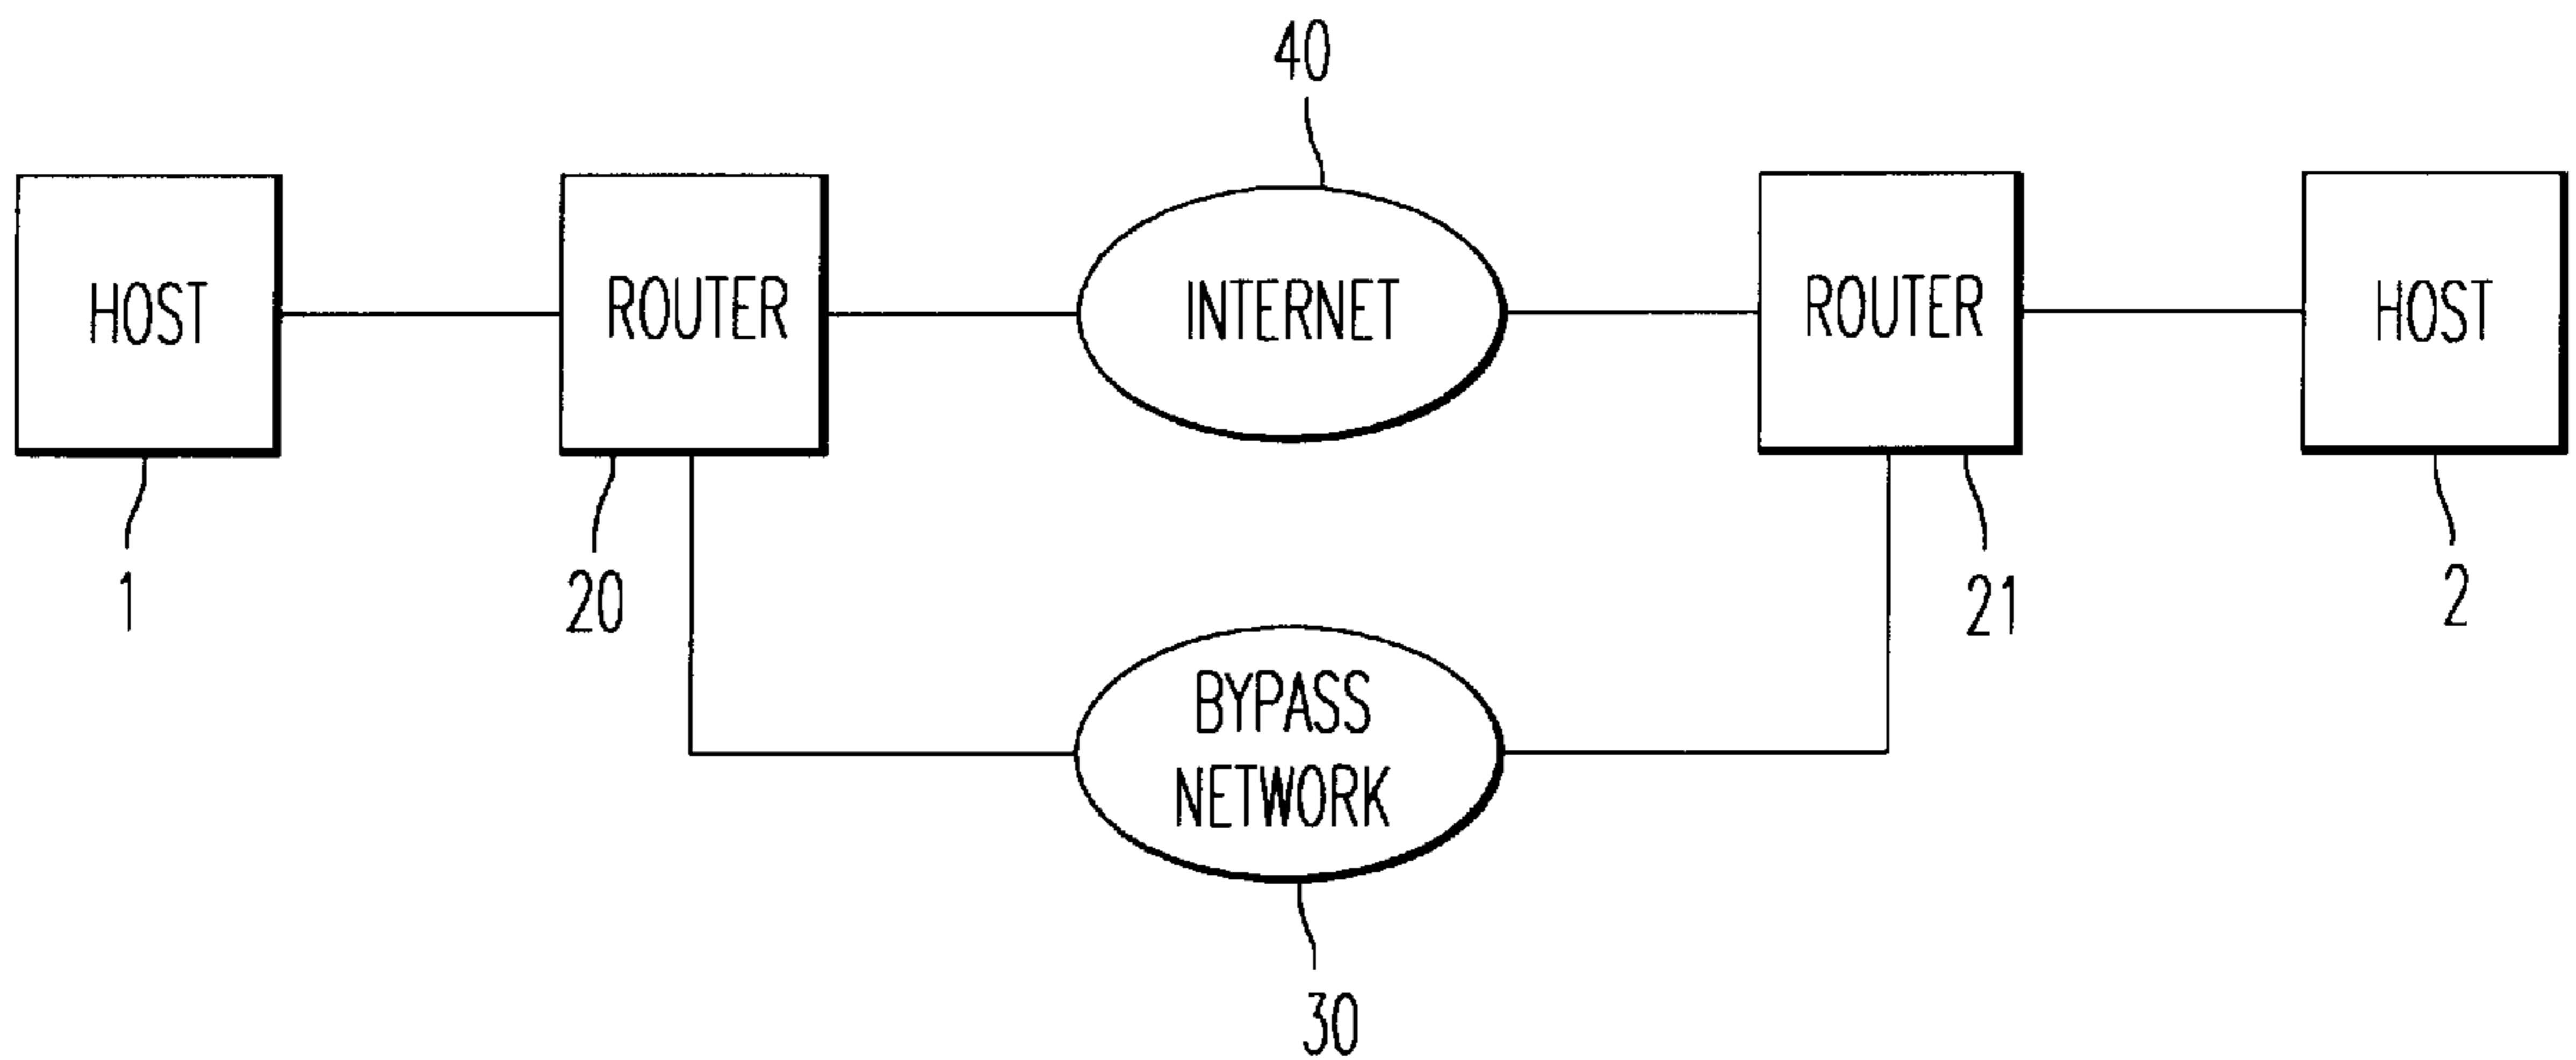 40
HOST
ROUTER
INTERNET
ROUTER
HOST
1
20
21
2
BYPASS
NETWORK
30